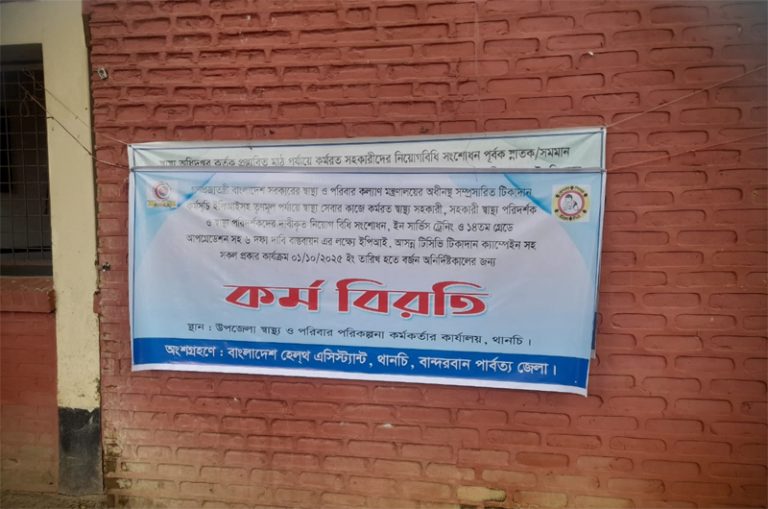 স্বাস্থ্য অধিদপ্তর কর্তৃক প্রস্তাবিত মাঠ পর্যায়ে কর্মরত সহকারীদের নিয়োগবিধি সংশোধন পূর্বক স্নাতক/সমমান
গণপ্রজাতন্ত্রী বাংলাদেশ সরকারের স্বাস্থ্য ও পরিবার কল্যাণ মন্ত্রণালয়ের অধীনস্থ সম্প্রসারিত টিকাদান
কর্মসূচি ইপিআইসহ তৃণমূল পর্যায়ে স্বাস্থ্য সেবার কাজে কর্মরত স্বাস্থ্য সহকারী, সহকারী স্বাস্থ্য পরিদর্শক
ও স্বাস্থ্য পরিদর্শকদের দাবীকৃত নিয়োগ বিধি সংশোধন, ইন সার্ভিস ট্রেনিং ও ১৪তম গ্রেডে
আপগ্রেডেশন সহ ৬ দফা দাবি বাস্তবায়ন এর লক্ষ্যে ইপিআই, আসন্ন টিসিভি টিকাদান ক্যাম্পেইন সহ
সকল প্রকার কার্যক্রম ০১/১০/২০২৫ ইং তারিখ হতে বর্জন অনির্দিষ্টকালের জন্য
কর্ম বিরতি
স্থান : উপজেলা স্বাস্থ্য ও পরিবার পরিকল্পনা কর্মকর্তার কার্যালয়, থানচি।
অংশগ্রহণে : বাংলাদেশ হেল্থ এসিস্ট্যান্ট, থানচি, বান্দরবান পার্বত্য জেলা।